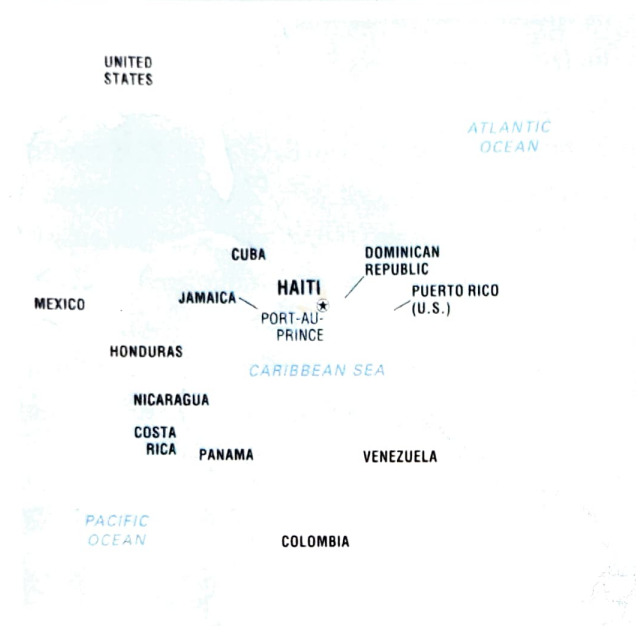 UNITED
STATES
ATLANTIC
OCEAN
CUBA
DOMINICAN
REPUBLIC
HAITI
PUERTO RICO
(U.S.)
MEXICO
JAMAICA
PORT-AU-
PRINCE
HONDURAS
CARIBBEAN SEA
NICARAGUA
COSTA
RICA
PANAMA
VENEZUELA
PACIFIC
OCEAN
COLOMBIA